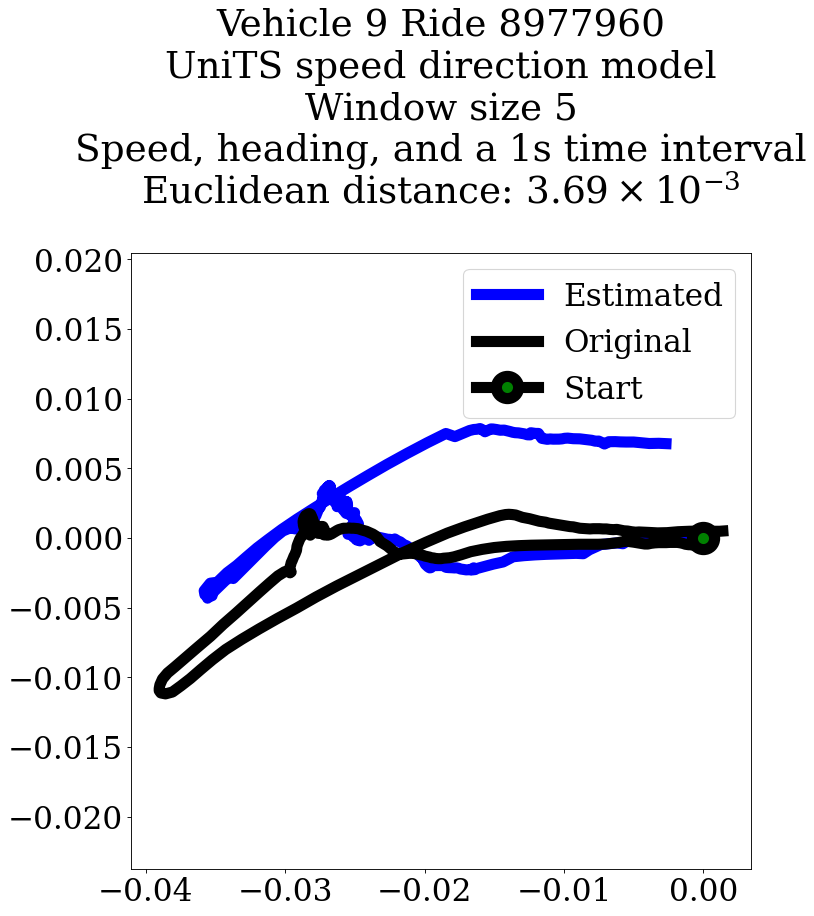 Vehicle 9 Ride 8977960
UniTS speed direction model
Window size 5
Speed, heading, and a 1s time interval
Euclidean distance: 3.69 × 10⁻³
Estimated
Original
Start
0.020
0.015
0.010
0.005
0.000
−0.005
−0.010
−0.015
−0.020
−0.04
−0.03
−0.02
−0.01
0.00